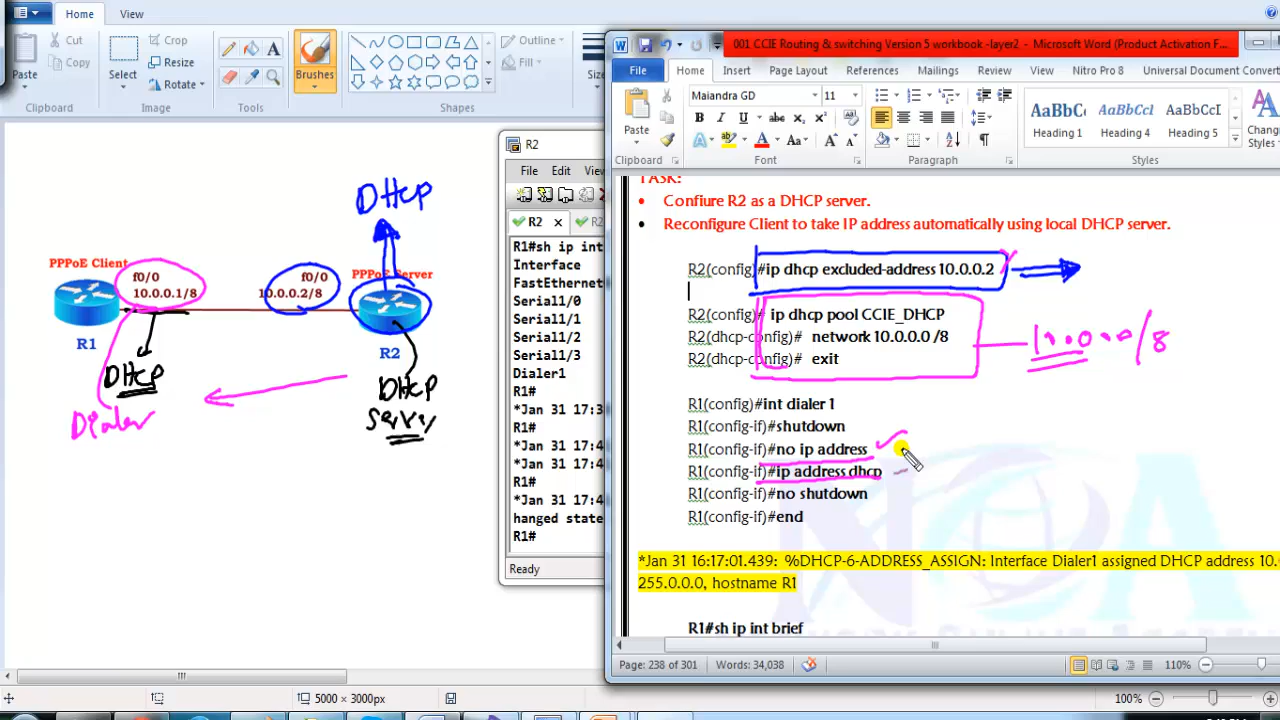 Home
View
Paste
Cut
Copy
Clipboard
Select
Crop
Resize
Rotate
Image
Tools
Brushes
Outline
Fill
Shapes
DHcp
PPPoE Client
f0/0
10.0.0.1/8
f0/0
10.0.0.2/8
PPPoE Server
R1
R2
DHcp
Dialer
DHcp
Server
5000 × 3000px
100%
R2
File Edit View
R2
R2
R1#sh ip int
Interface
FastEthernet
Serial1/0
Serial1/1
Serial1/2
Serial1/3
Dialer1
R1#
*Jan 31 17:3
R1#
*Jan 31 17:4
R1#
*Jan 31 17:4
hanged state
R1#
Ready
001 CCIE Routing & switching Version 5 workbook -layer2 - Microsoft Word (Product Activation F...
File Home Insert Page Layout References Mailings Review View Nitro Pro 8 Universal Document Convert
Paste
Clipboard
Maiandra GD
11
Font
Paragraph
AaBbC
Heading 1
AaBbCcI
Heading 4
AaBbCcI
Heading 5
Styles
TASK:
• Confiure R2 as a DHCP server.
• Reconfigure Client to take IP address automatically using local DHCP server.
R2(config)#ip dhcp excluded-address 10.0.0.2
R2(config)# ip dhcp pool CCIE_DHCP
R2(dhcp-config)# network 10.0.0.0 /8
R2(dhcp-config)# exit
10.0.0.0/8
R1(config)#int dialer 1
R1(config-if)#shutdown
R1(config-if)#no ip address
R1(config-if)#ip address dhcp
R1(config-if)#no shutdown
R1(config-if)#end
*Jan 31 16:17:01.439: %DHCP-6-ADDRESS_ASSIGN: Interface Dialer1 assigned DHCP address 10.
255.0.0.0, hostname R1
R1#sh ip int brief
Page: 238 of 301
Words: 34,038
110%